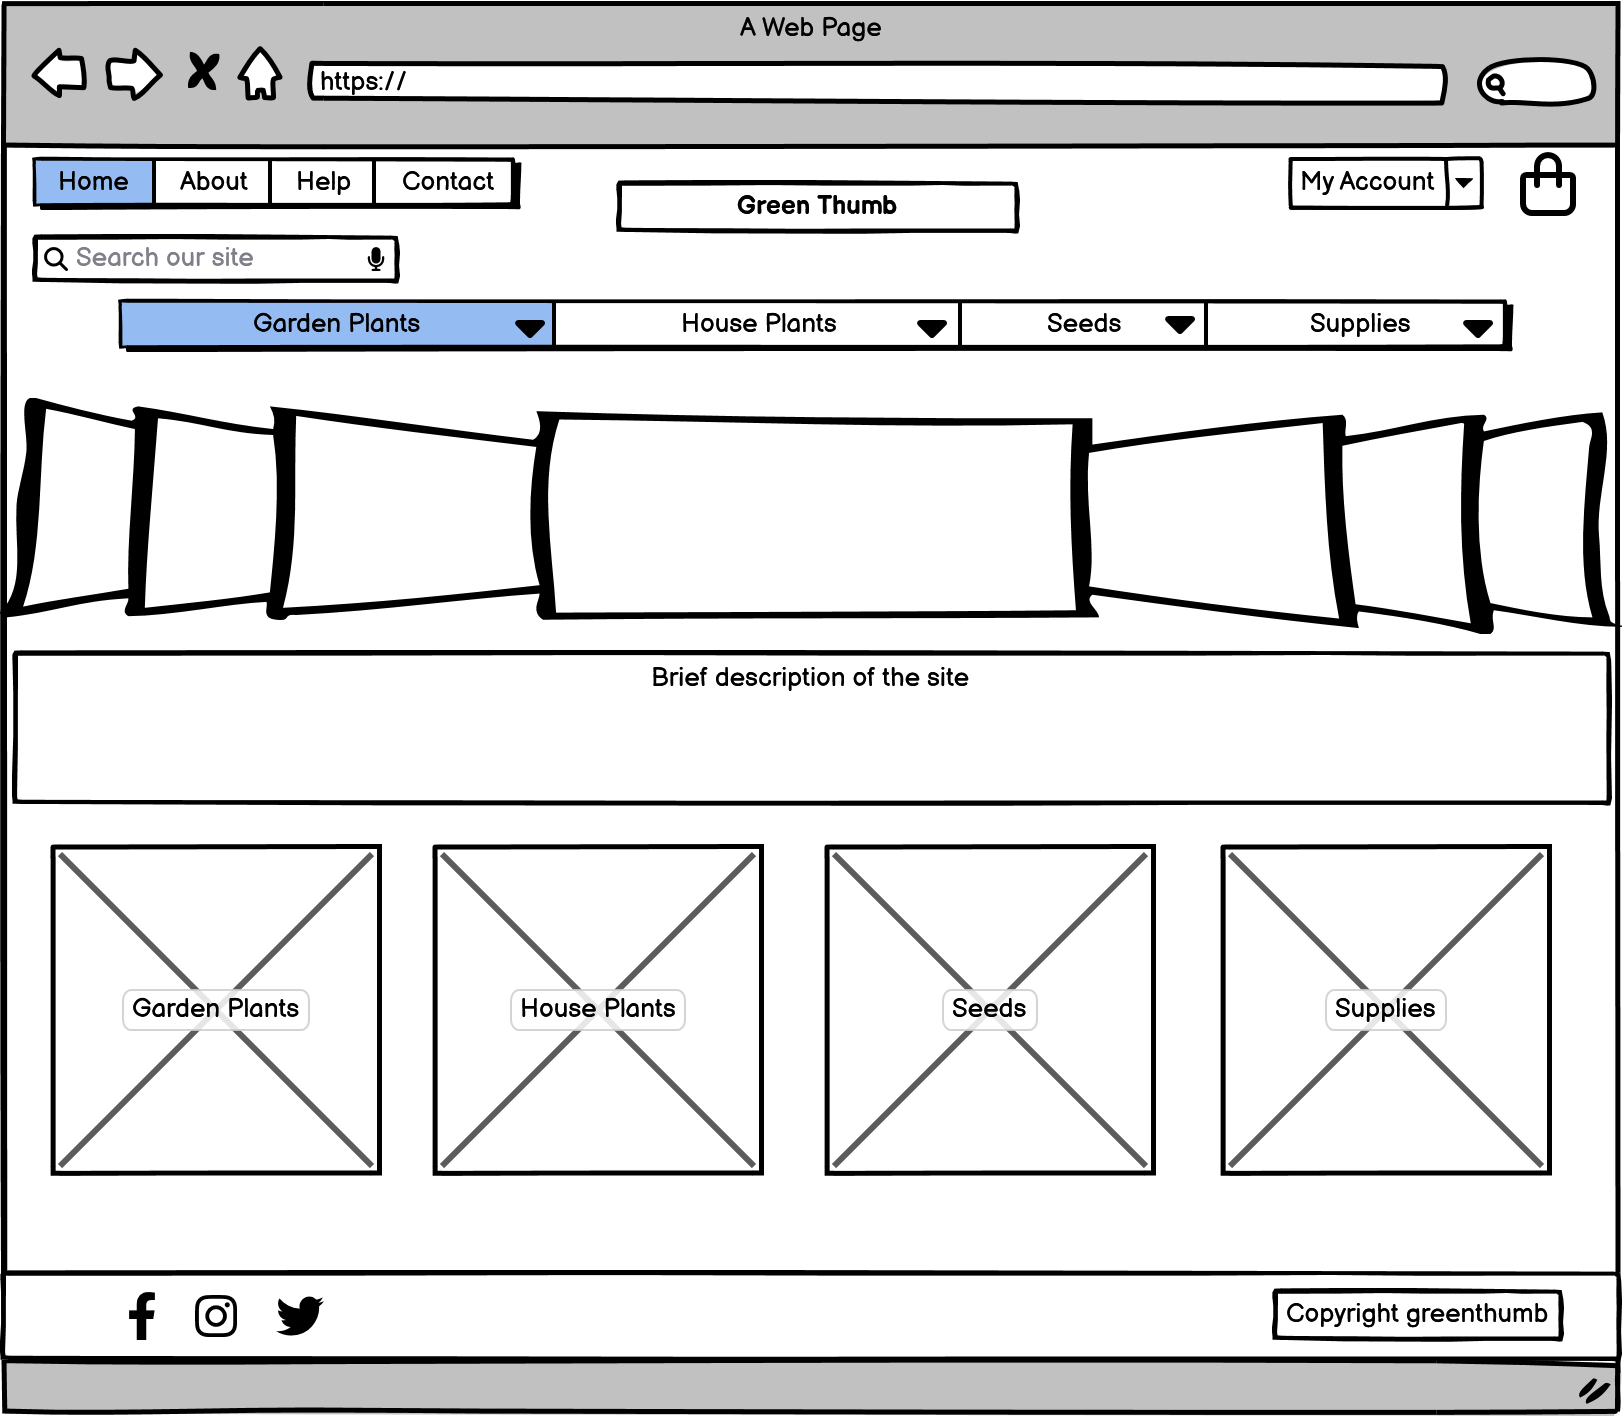 A Web Page
https://
Home About Help Contact
My Account
Green Thumb
Search our site
Garden Plants House Plants Seeds Supplies
Brief description of the site
Garden Plants House Plants Seeds Supplies
Copyright greenthumb